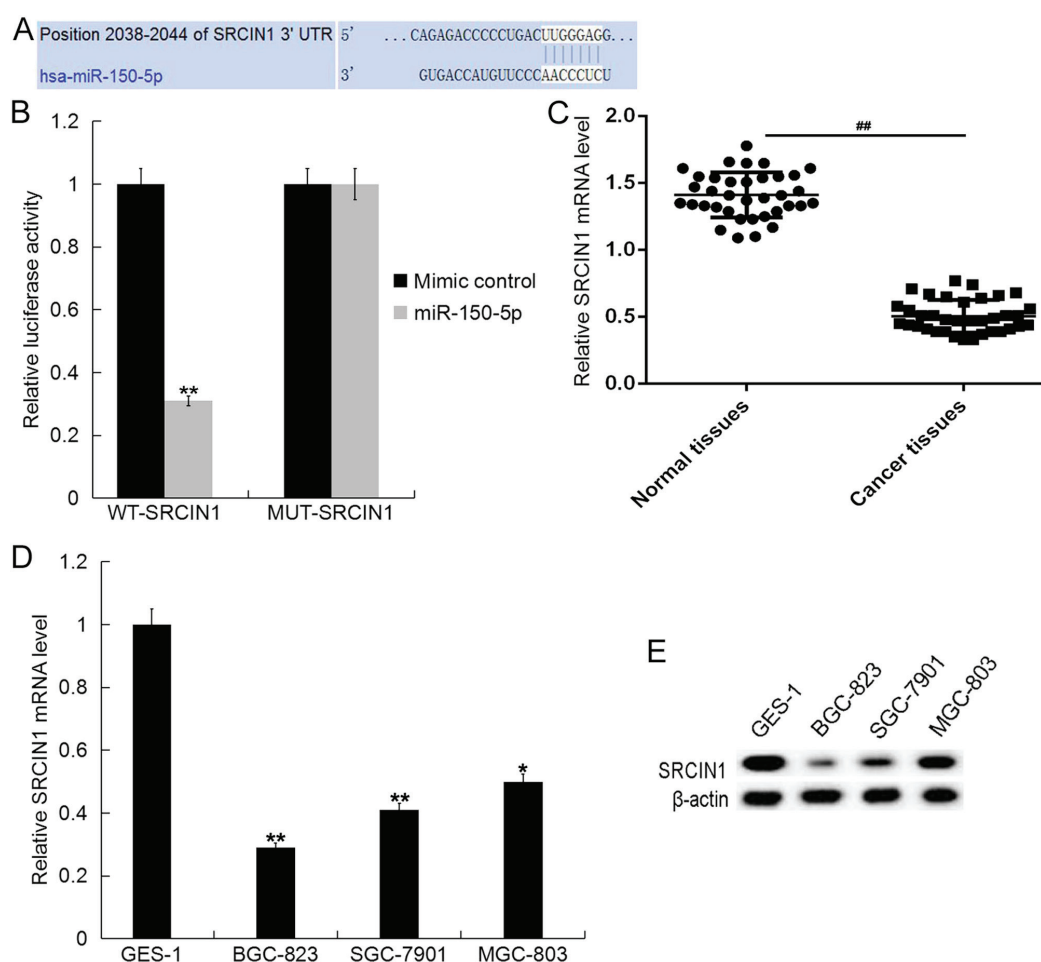 A
Position 2038-2044 of SRCIN1 3' UTR 5' ...CAGAGACCCCCUGACUUGGGAGG...
hsa-miR-150-5p 3' GUGACCAUGUUCCCAACCCUCU
B
Relative luciferase activity
1.2
1
0.8
0.6
0.4
0.2
0
**
WT-SRCIN1 MUT-SRCIN1
Mimic control
miR-150-5p
C
Relative SRCIN1 mRNA level
2.0
1.5
1.0
0.5
0.0
##
Normal tissues
Cancer tissues
D
Relative SRCIN1 mRNA level
1.2
1
0.8
0.6
0.4
0.2
0
**
**
*
GES-1 BGC-823 SGC-7901 MGC-803
E
GES-1 BGC-823 SGC-7901 MGC-803
SRCIN1
β-actin